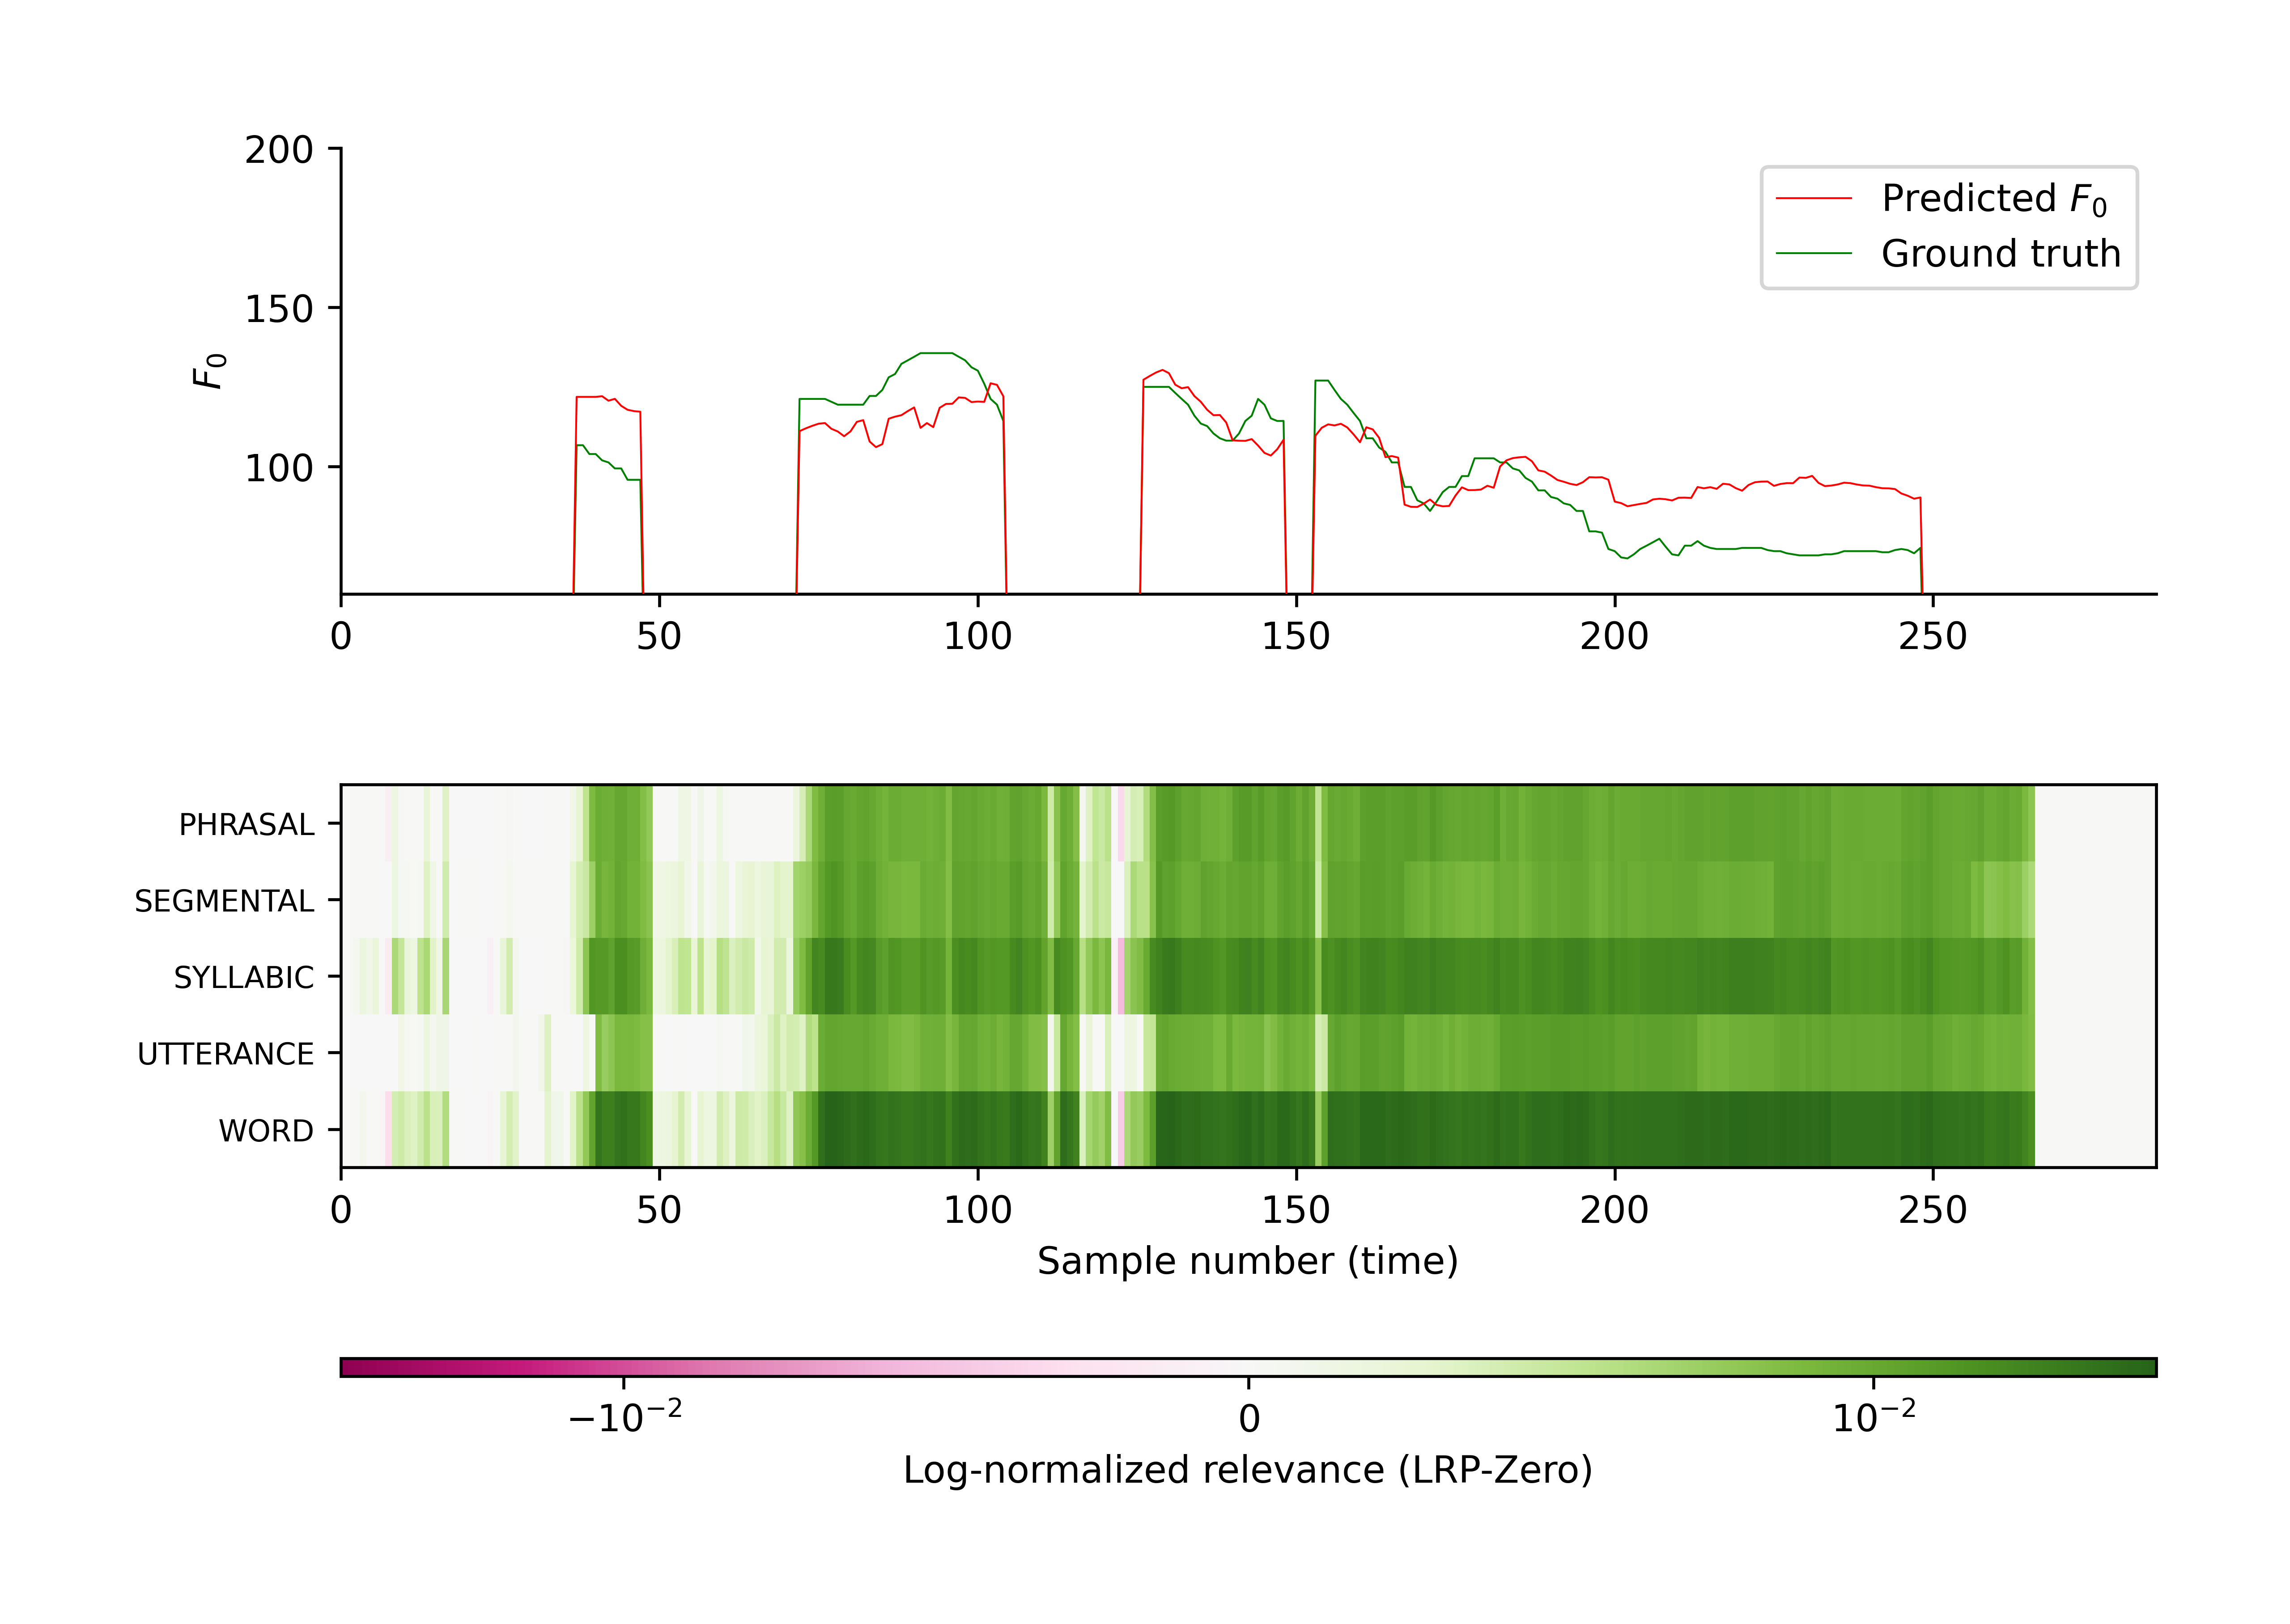 200
150
100
F₀
Predicted F₀
Ground truth
0 50 100 150 200 250
PHRASAL
SEGMENTAL
SYLLABIC
UTTERANCE
WORD
0 50 100 150 200 250
Sample number (time)
−10⁻² 0 10⁻²
Log-normalized relevance (LRP-Zero)